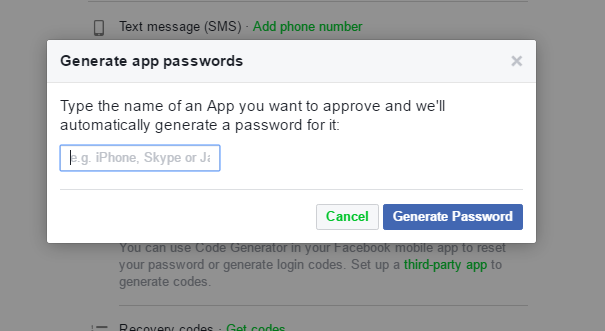 Text message (SMS) · Add phone number
Generate app passwords
Type the name of an App you want to approve and we'll
automatically generate a password for it:
e.g. iPhone, Skype or Ja
Cancel
Generate Password
You can use Code Generator in your Facebook mobile app to reset
your password or generate login codes. Set up a third-party app to
generate codes.
Recovery codes · Get codes